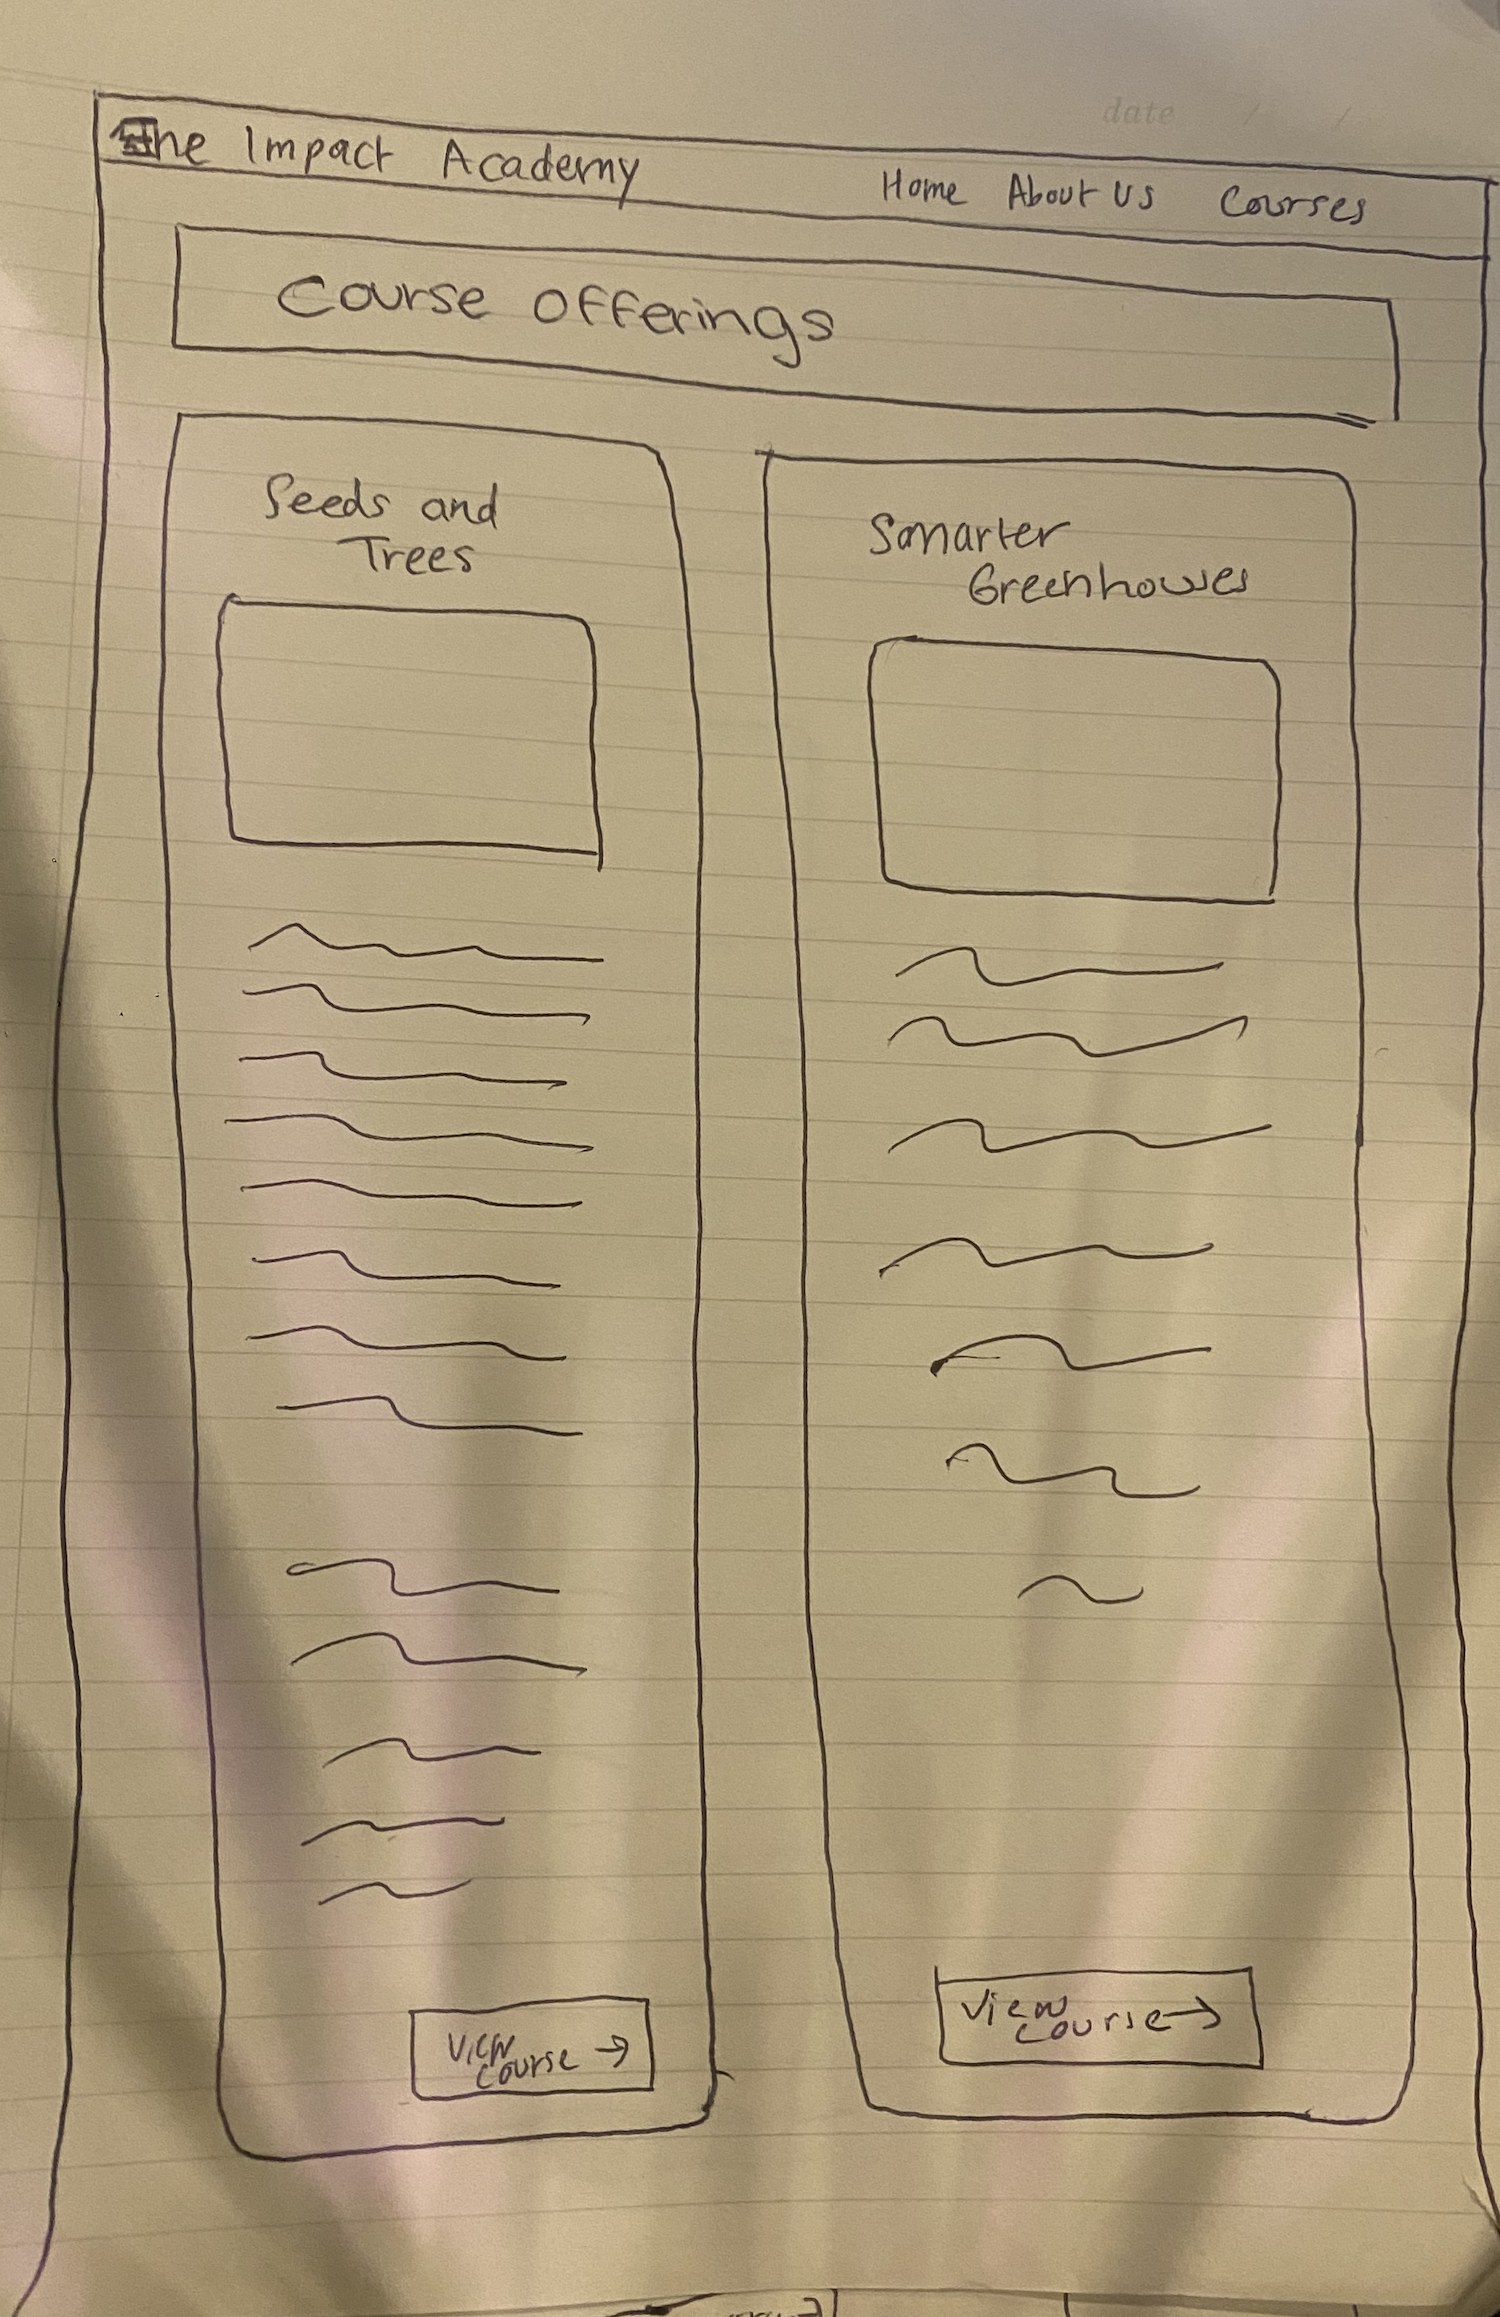 date / /
The Impact Academy Home About Us Courses
Course Offerings
Seeds and
Trees
Smarter
Greenhouses
View
Course →
View
Course →